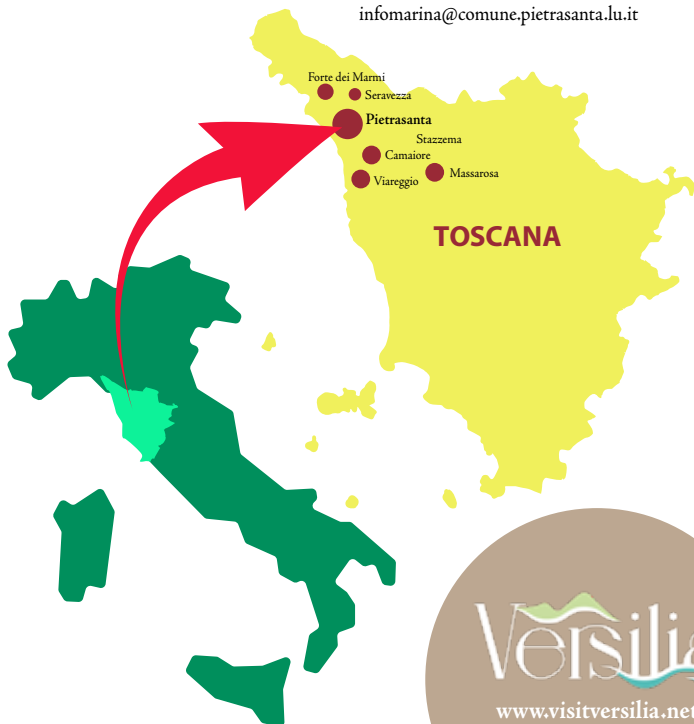 infomarina@comune.pietrasanta.lu.it
Forte dei Marmi
Seravezza
Pietrasanta
Stazzema
Camaiore
Viareggio
Massarosa
TOSCANA
Versilia
www.visitversilia.net